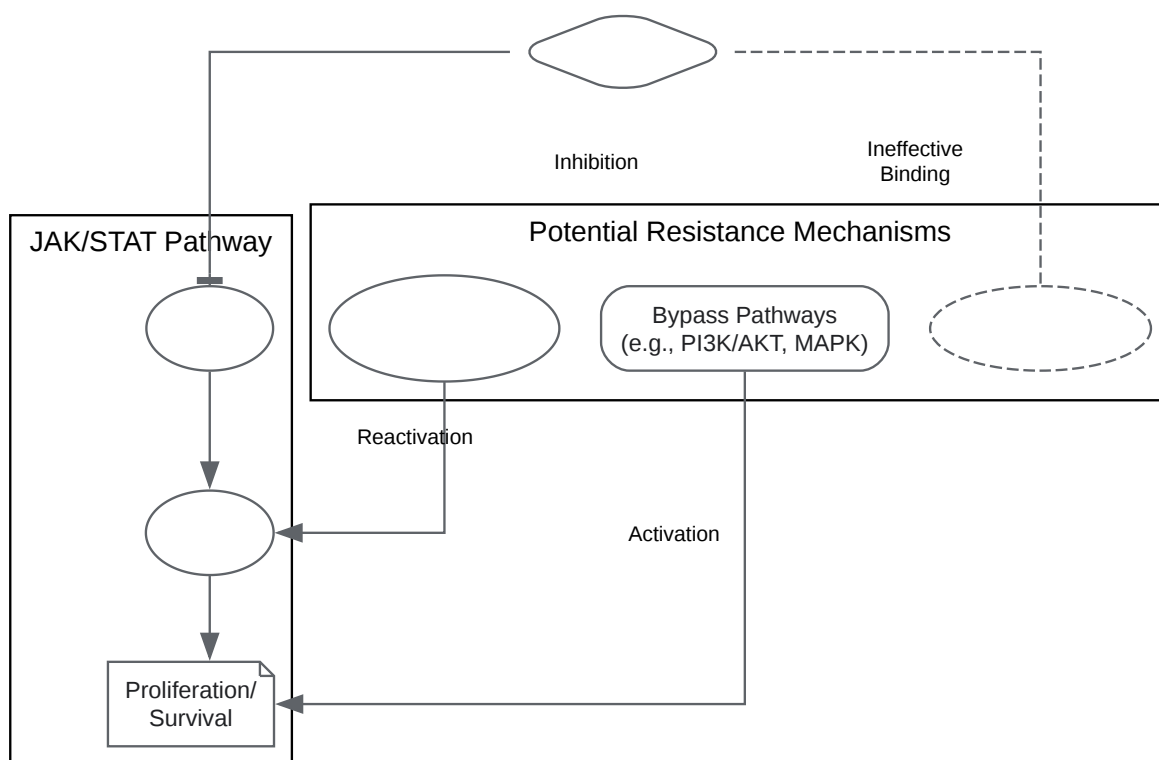 Inhibition
Ineffective
Binding
JAK/STAT Pathway
Potential Resistance Mechanisms
Bypass Pathways
(e.g., PI3K/AKT, MAPK)
Reactivation
Activation
Proliferation/
Survival